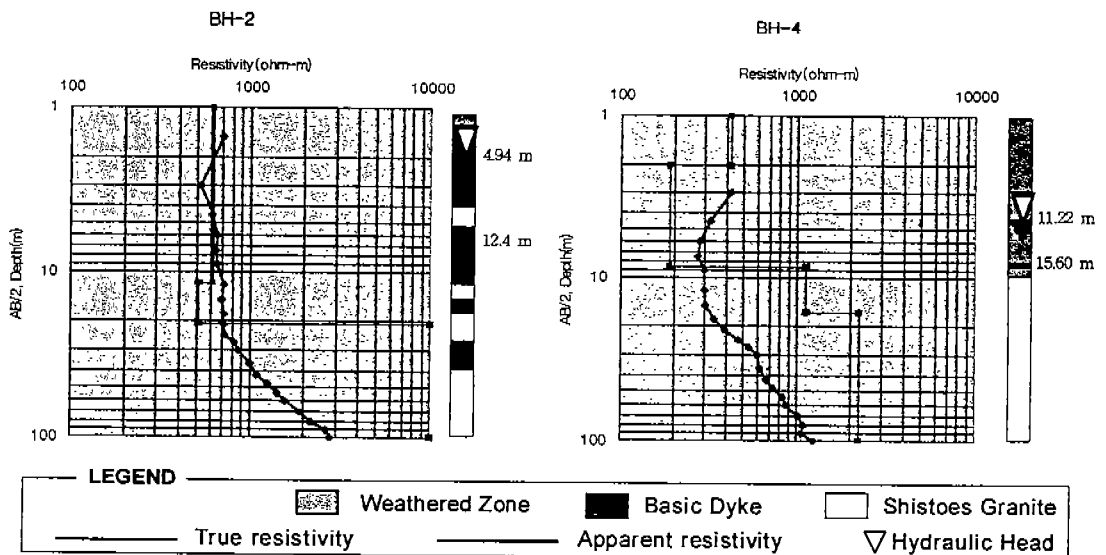 BH-2
BH-4
Resistivity(ohm-m)
Resistivity(ohm-m)
100 1000 10000
100 1000 10000
1
10
100
AB/2, Depth(m)
4.94 m
12.4 m
1
10
100
AB/2, Depth(m)
11.22 m
15.60 m
LEGEND
Weathered Zone
Basic Dyke
Shistoes Granite
True resistivity
Apparent resistivity
Hydraulic Head